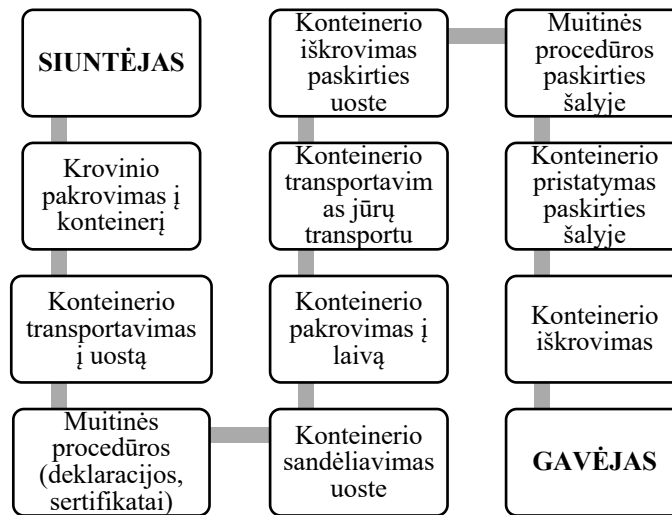 SIUNTĖJAS
Krovinio
pakrovimas į
konteinerį
Konteinerio
transportavimas
į uostą
Muitinės
procedūros
(deklaracijos,
sertifikatai)
Konteinerio
sandėliavimas
uoste
Konteinerio
pakrovimas į
laivą
Konteinerio
transportavim
as jūrų
transportu
Konteinerio
iškrovimas
paskirties
uoste
Muitinės
procedūros
paskirties
šalyje
Konteinerio
pristatymas
paskirties
šalyje
Konteinerio
iškrovimas
GAVĖJAS